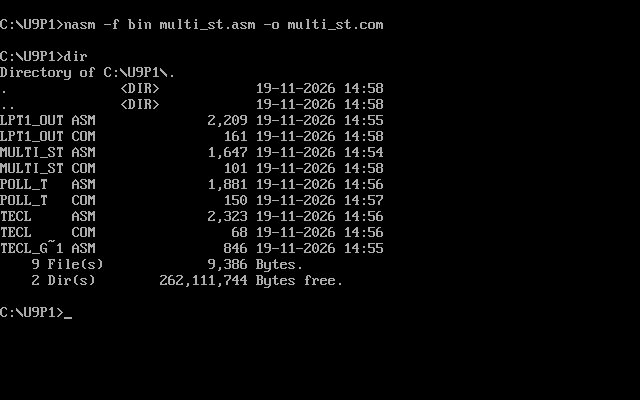 C:\U9P1>nasm -f bin multi_st.asm -o multi_st.com
C:\U9P1>dir
Directory of C:\U9P1\.
. <DIR> 19-11-2026 14:58
.. <DIR> 19-11-2026 14:58
LPT1_OUT ASM 2,209 19-11-2026 14:55
LPT1_OUT COM 161 19-11-2026 14:58
MULTI_ST ASM 1,647 19-11-2026 14:54
MULTI_ST COM 101 19-11-2026 14:58
POLL_T ASM 1,881 19-11-2026 14:56
POLL_T COM 150 19-11-2026 14:57
TECL ASM 2,323 19-11-2026 14:56
TECL COM 68 19-11-2026 14:56
TECL_G~1 ASM 846 19-11-2026 14:55
9 File(s) 9,386 Bytes.
2 Dir(s) 262,111,744 Bytes free.
C:\U9P1>_